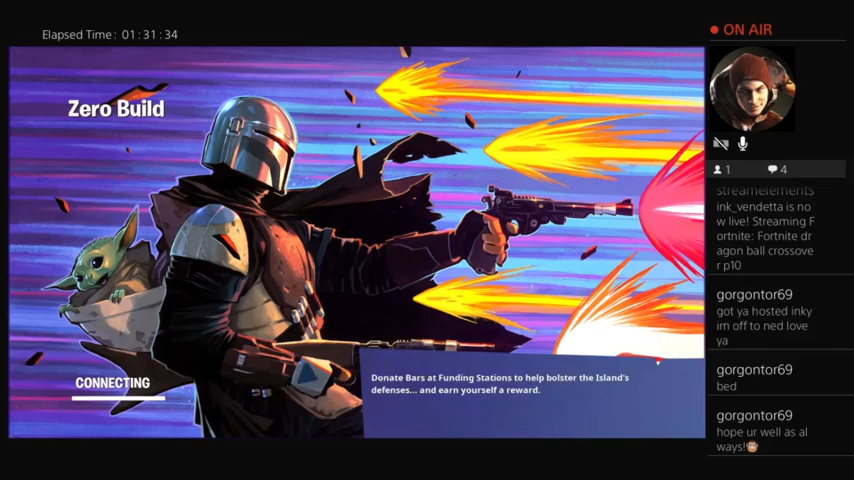 Elapsed Time: 01:31:34
ON AIR
Zero Build
1
4
streamelements
ink_vendetta is no
w live! Streaming F
ortnite: Fortnite dr
agon ball crossove
r p10
gorgontor69
got ya hosted inky
im off to ned love
ya
gorgontor69
bed
gorgontor69
hope ur well as al
ways!🐵
CONNECTING
Donate Bars at Funding Stations to help bolster the Island's
defenses... and earn yourself a reward.